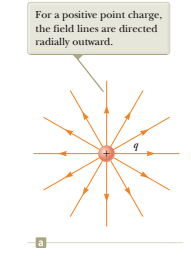 For a positive point charge,
the field lines are directed
radially outward.
q
+
a